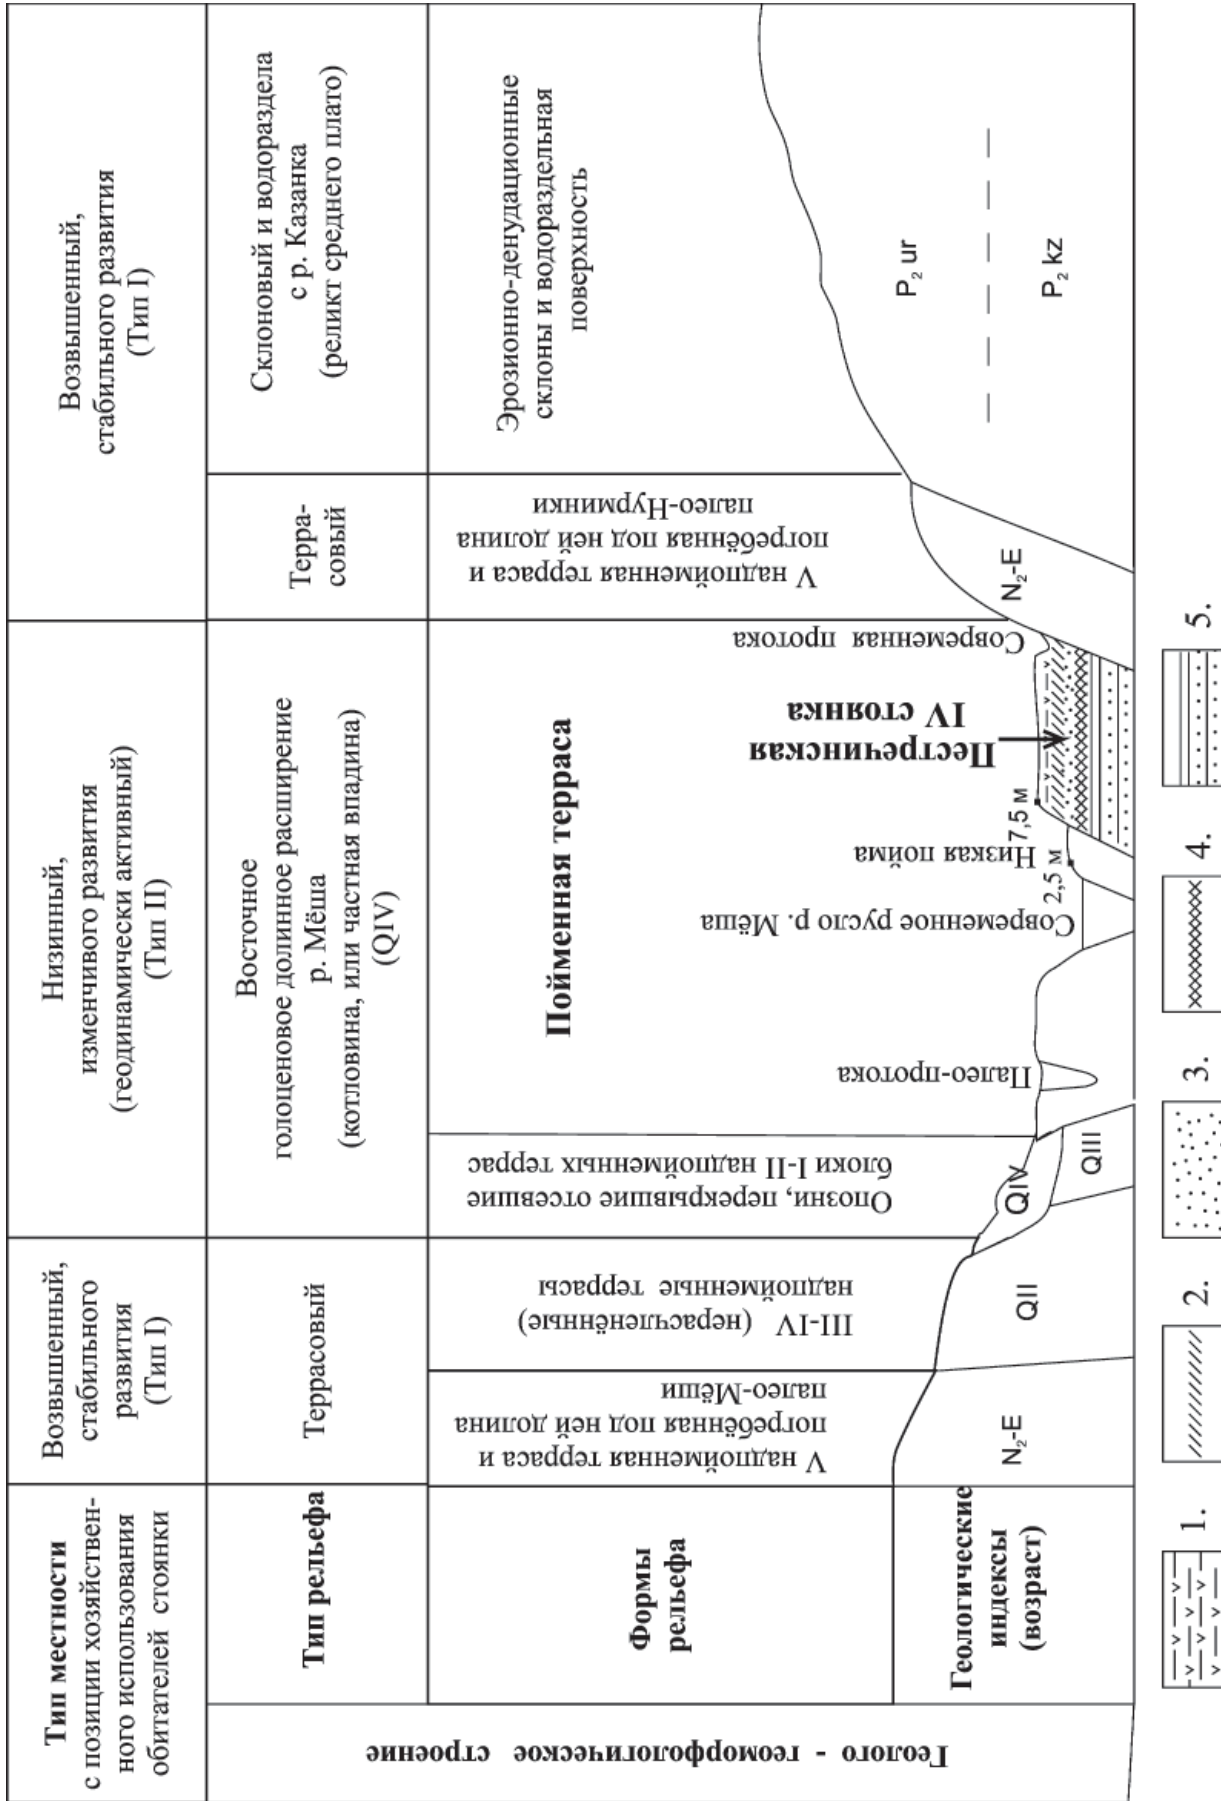 Тип местности
с позиции хозяйствен-
ного использования
обитателей стоянки
Возвышенный,
стабильного
развития
(Тип I)
Низинный,
изменчивого развития
(геодинамически активный)
(Тип II)
Возвышенный,
стабильного развития
(Тип I)
Геолого - геоморфологическое строение
Тип рельефа
Террасовый
Восточное
голоценовое долинное расширение
р. Мёша
(котловина, или частная впадина)
(QIV)
Терра-
совый
Склоновый и водораздела
с р. Казанка
(реликт среднего плато)
Формы
рельефа
V надпойменная терраса и
погребённая под ней долина
палео-Мёши
III-IV (нерасчленённые)
надпойменные террасы
Опозни, перекрывшие отсевшие
блоки I-II надпойменных террас
Пойменная терраса
V надпойменная терраса и
погребённая под ней долина
палео-Нурминки
Эрозионно-денудационные
склоны и водораздельная
поверхность
Палео-протока
Современное русло р. Мёша
Низкая пойма
Пестречинская
IV стоянка
Современная протока
2,5 м
7,5 м
Геологические
индексы
(возраст)
N₂-E
QII
QIV
QIII
N₂-E
P₂ ur
P₂ kz
1.
2.
3.
4.
5.